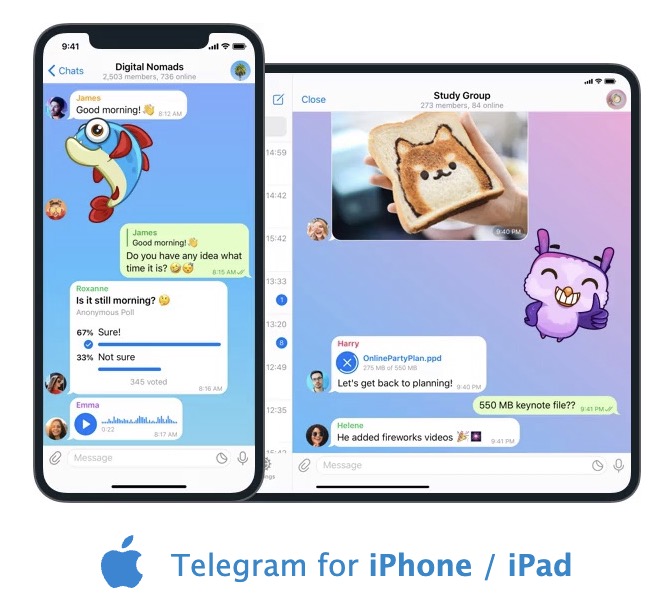 9:41
Chats
Digital Nomads
2,503 members, 736 online
James
Good morning! 👋
8:12 AM
James
Good morning! 👋
Do you have any idea what
time it is? 🤣😴
8:15 AM
Roxanne
Is it still morning? 🤔
Anonymous Poll
67% Sure!
33% Not sure
345 voted
8:16 AM
Emma
0:22
8:17 AM
Message
14:59
14:42
15:42
13:33
1
13:20
8
12:49
12:35
15:42
ngs
Close
Study Group
273 members, 84 online
9:40 PM
Harry
OnlinePartyPlan.ppd
275 MB of 550 MB
Let's get back to planning!
9:40 PM
550 MB keynote file??
9:41 PM
Helene
He added fireworks videos 🎉🎆
9:41 PM
Message
Telegram for iPhone / iPad